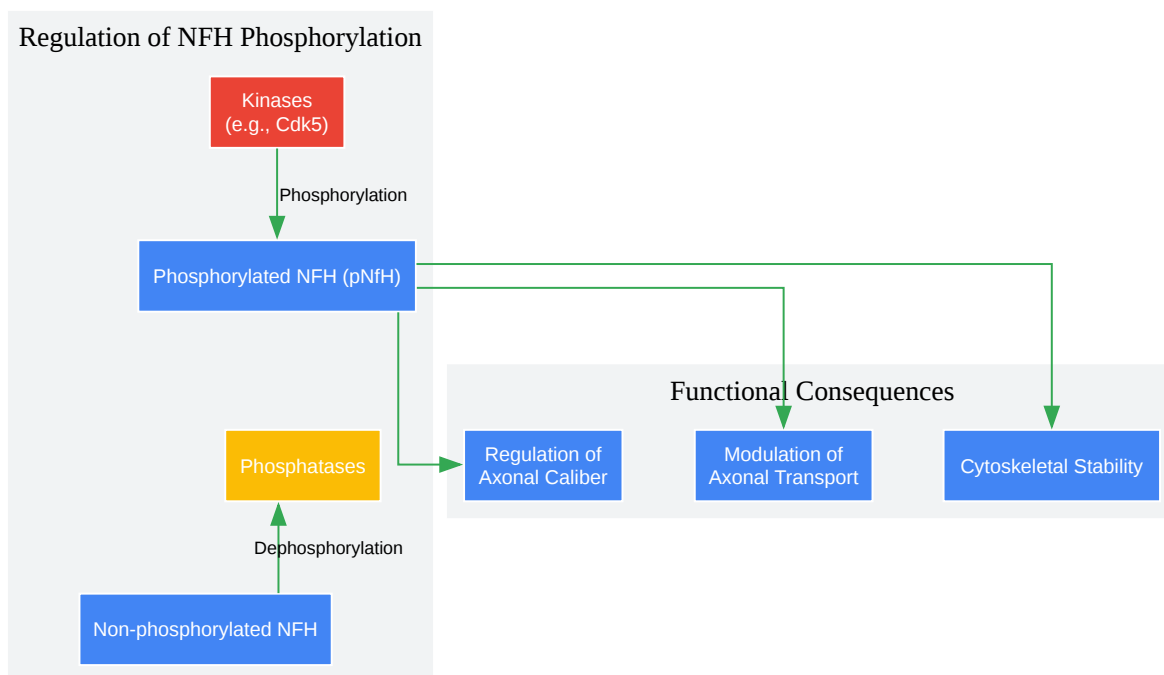 Regulation of NFH Phosphorylation
Kinases
(e.g., Cdk5)
Phosphorylation
Phosphorylated NFH (pNfH)
Functional Consequences
Regulation of
Axonal Caliber
Modulation of
Axonal Transport
Cytoskeletal Stability
Phosphatases
Dephosphorylation
Non-phosphorylated NFH